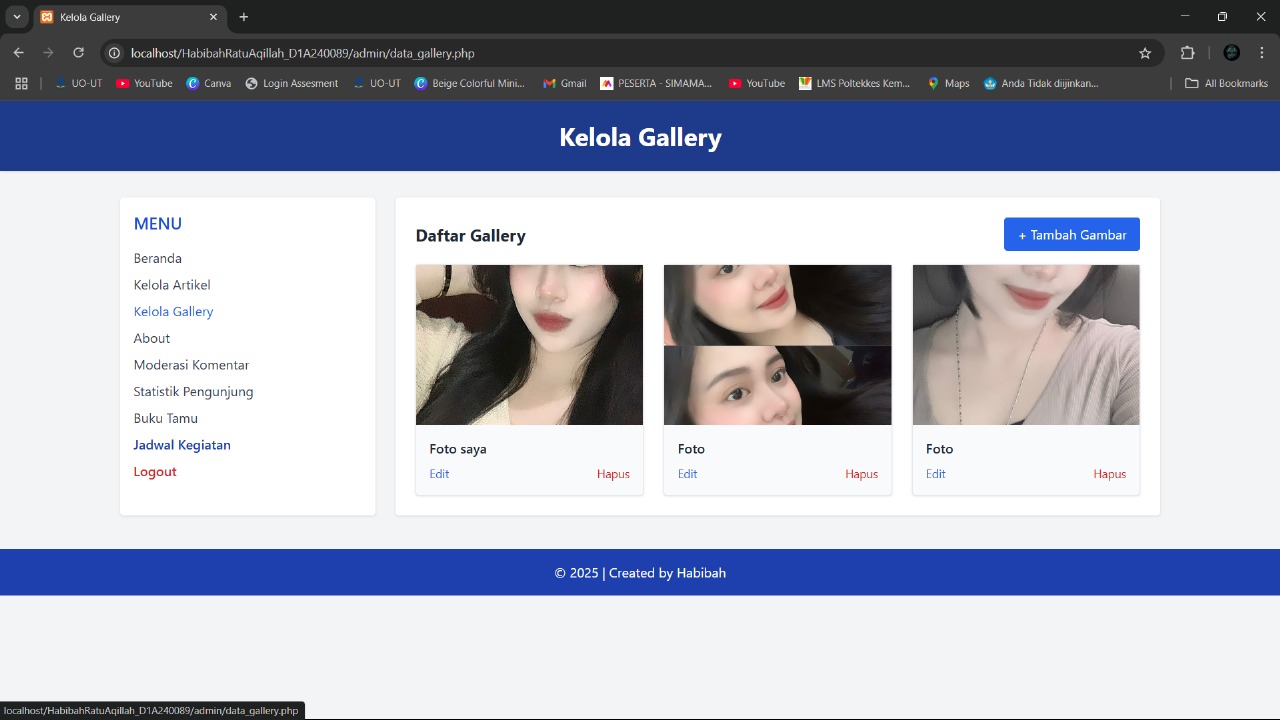 Kelola Gallery
localhost/HabibahRatuAqillah_D1A240089/admin/data_gallery.php
UO-UT YouTube Canva Login Assesment UO-UT Beige Colorful Mini... Gmail PESERTA - SIMAMA... YouTube LMS Poltekkes Kem... Maps Anda Tidak diijinkan... All Bookmarks
Kelola Gallery
MENU
Beranda
Kelola Artikel
Kelola Gallery
About
Moderasi Komentar
Statistik Pengunjung
Buku Tamu
Jadwal Kegiatan
Logout
Daftar Gallery
+ Tambah Gambar
Foto saya
Edit Hapus
Foto
Edit Hapus
Foto
Edit Hapus
© 2025 | Created by Habibah
localhost/HabibahRatuAqillah_D1A240089/admin/data_gallery.php